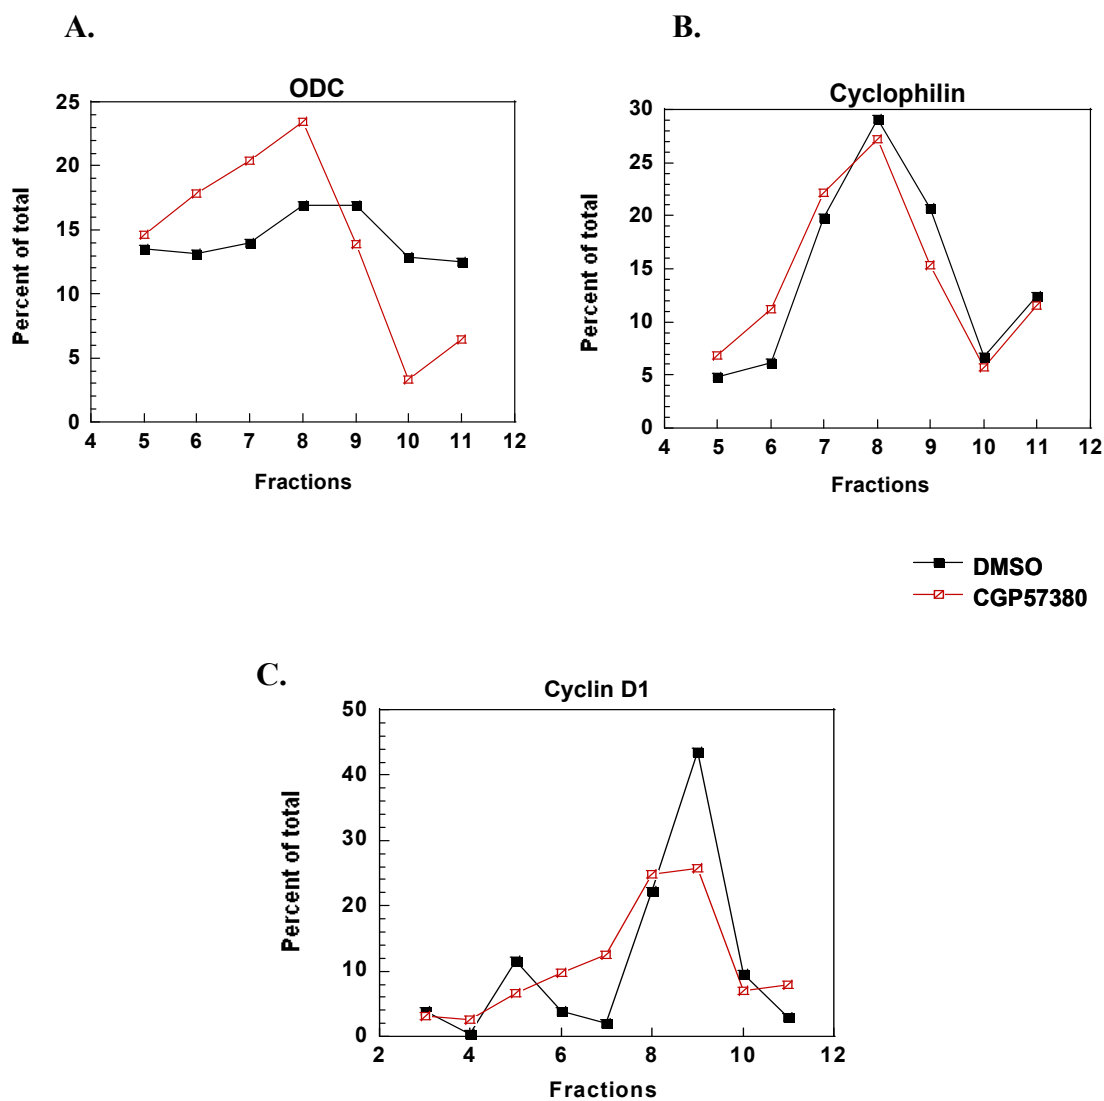 A.
B.
ODC
Cyclophilin
25
20
15
10
5
0
Percent of total
4 5 6 7 8 9 10 11 12
Fractions
30
25
20
15
10
5
0
Percent of total
4 5 6 7 8 9 10 11 12
Fractions
DMSO
CGP57380
C.
Cyclin D1
50
40
30
20
10
0
Percent of total
2 4 6 8 10 12
Fractions